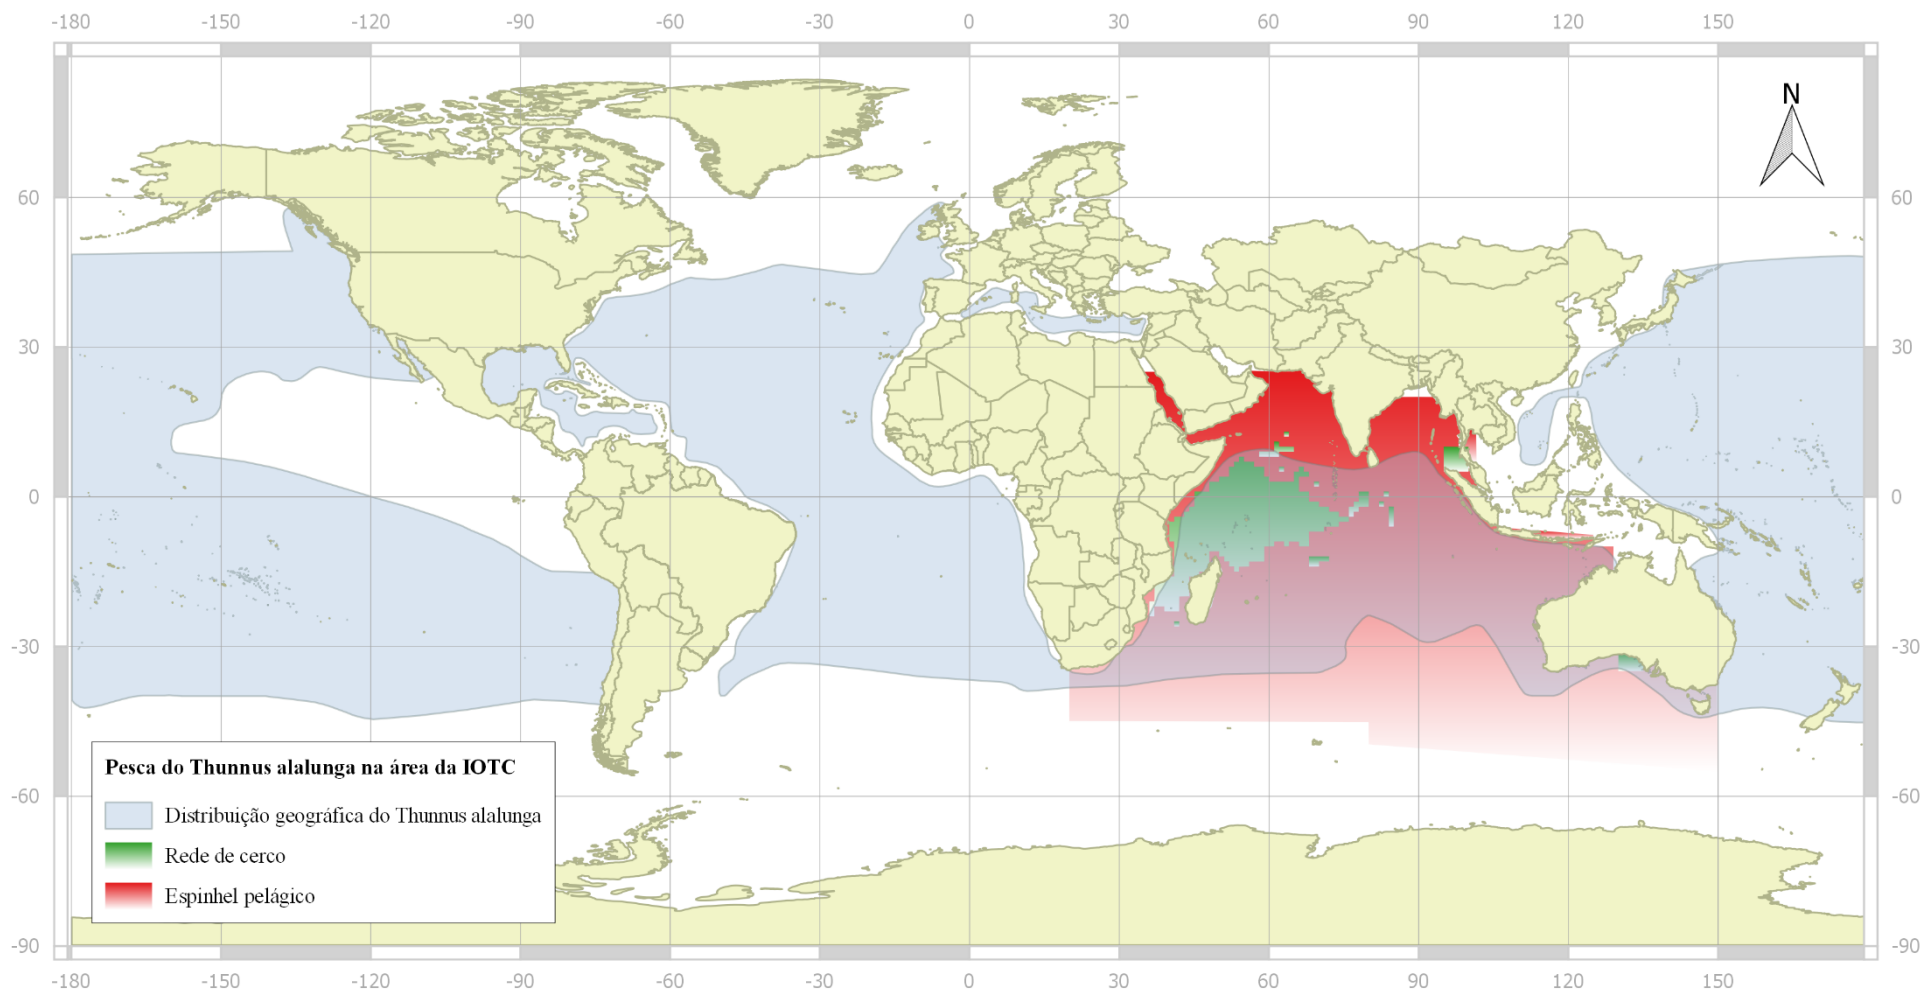 -180 -150 -120 -90 -60 -30 0 30 60 90 120 150
N
60 60
30 30
0 0
-30 -30
-60 -60
-90 -90
Pesca do Thunnus alalunga na área da IOTC
Distribuição geográfica do Thunnus alalunga
Rede de cerco
Espinhel pelágico
-180 -150 -120 -90 -60 -30 0 30 60 90 120 150